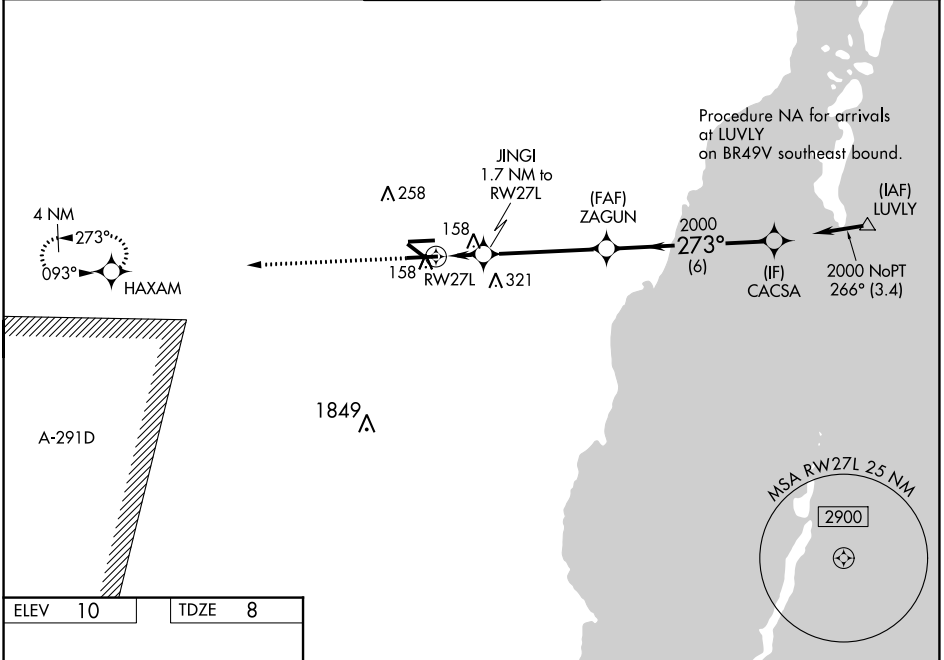 Procedure NA for arrivals
at LUVLY
on BR49V southeast bound.
JINGI
1.7 NM to
RW27L
(IAF)
LUVLY
258
(FAF)
ZAGUN
4 NM
273°
093°
HAXAM
158
158
RW27L
321
2000
273°
(6)
(IF)
CACSA
2000 NoPT
266° (3.4)
1849
A-291D
MSA RW27L 25 NM
2900
ELEV 10
TDZE 8